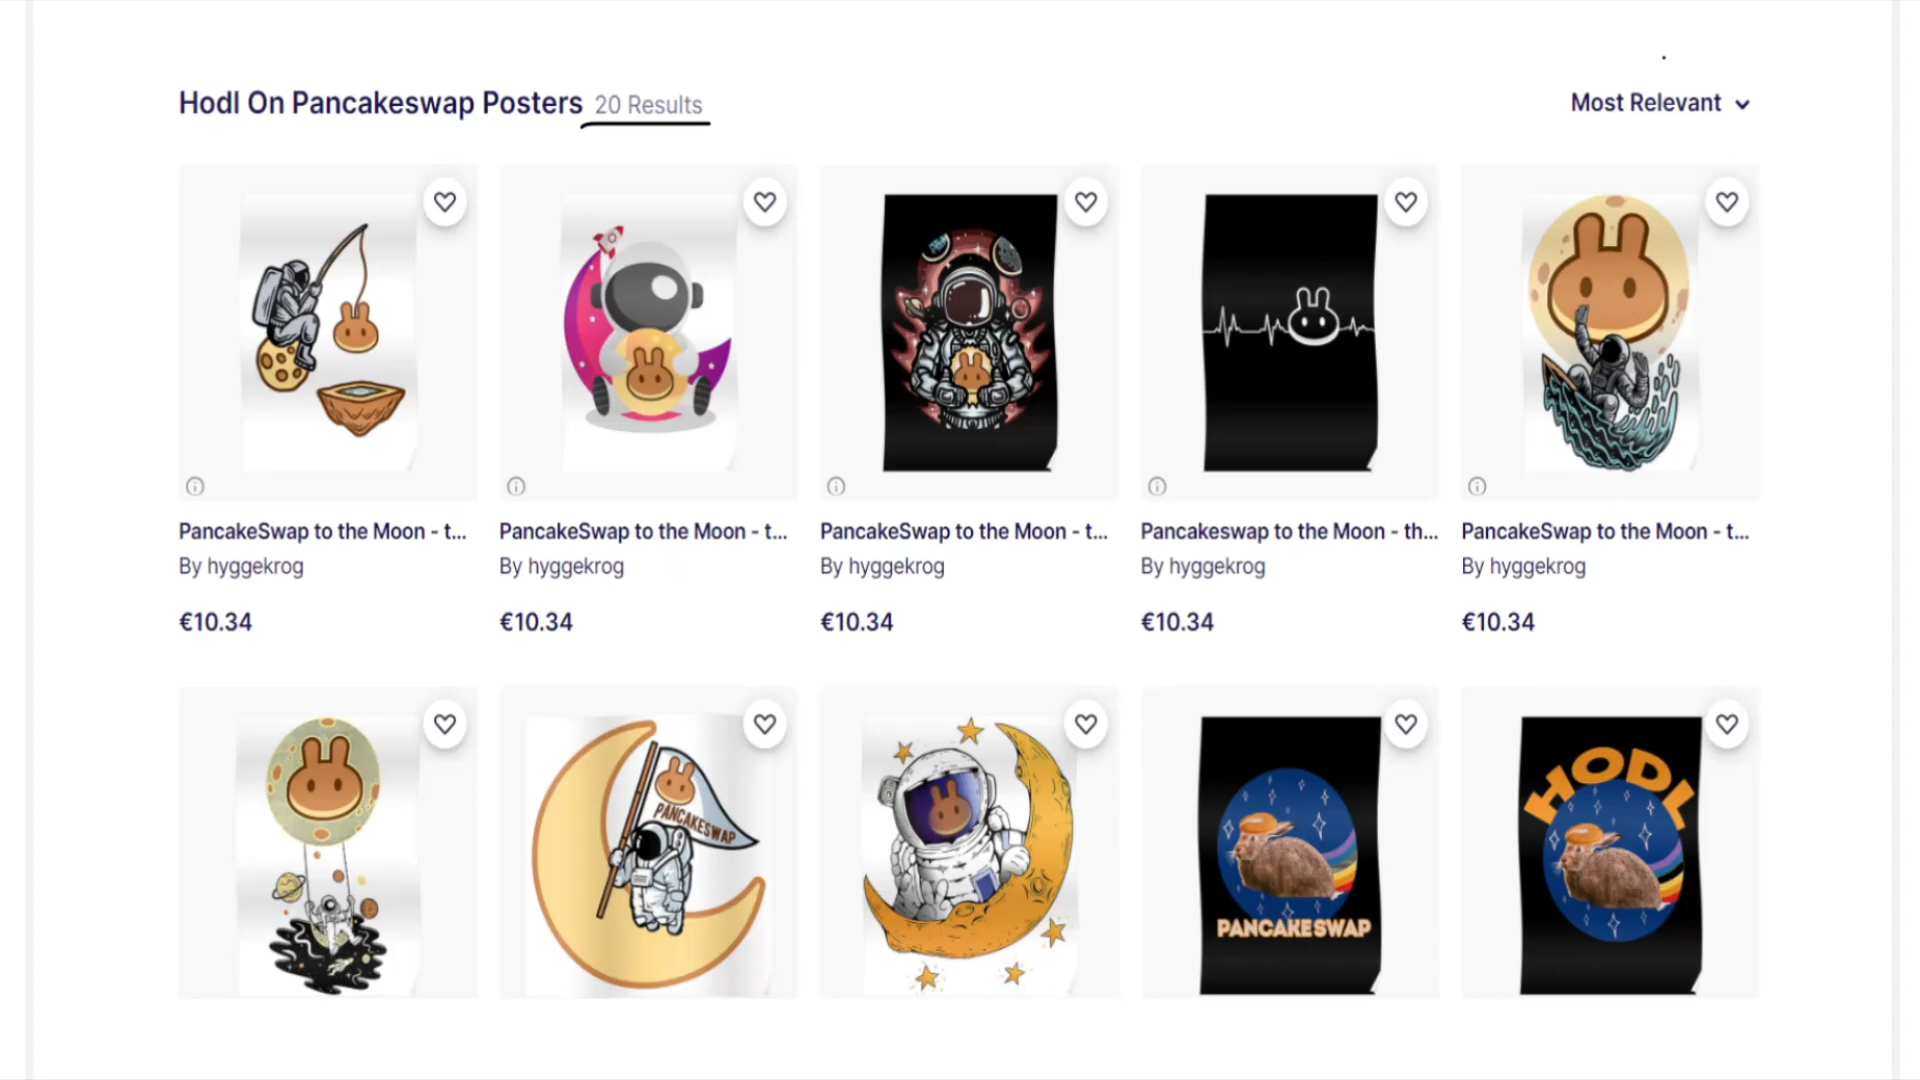 Hodl On Pancakeswap Posters 20 Results
Most Relevant
PancakeSwap to the Moon - t...
By hyggekrog
€10.34
PancakeSwap to the Moon - t...
By hyggekrog
€10.34
PancakeSwap to the Moon - t...
By hyggekrog
€10.34
Pancakeswap to the Moon - th...
By hyggekrog
€10.34
PancakeSwap to the Moon - t...
By hyggekrog
€10.34
PANCAKESWAP
PANCAKESWAP
HODL